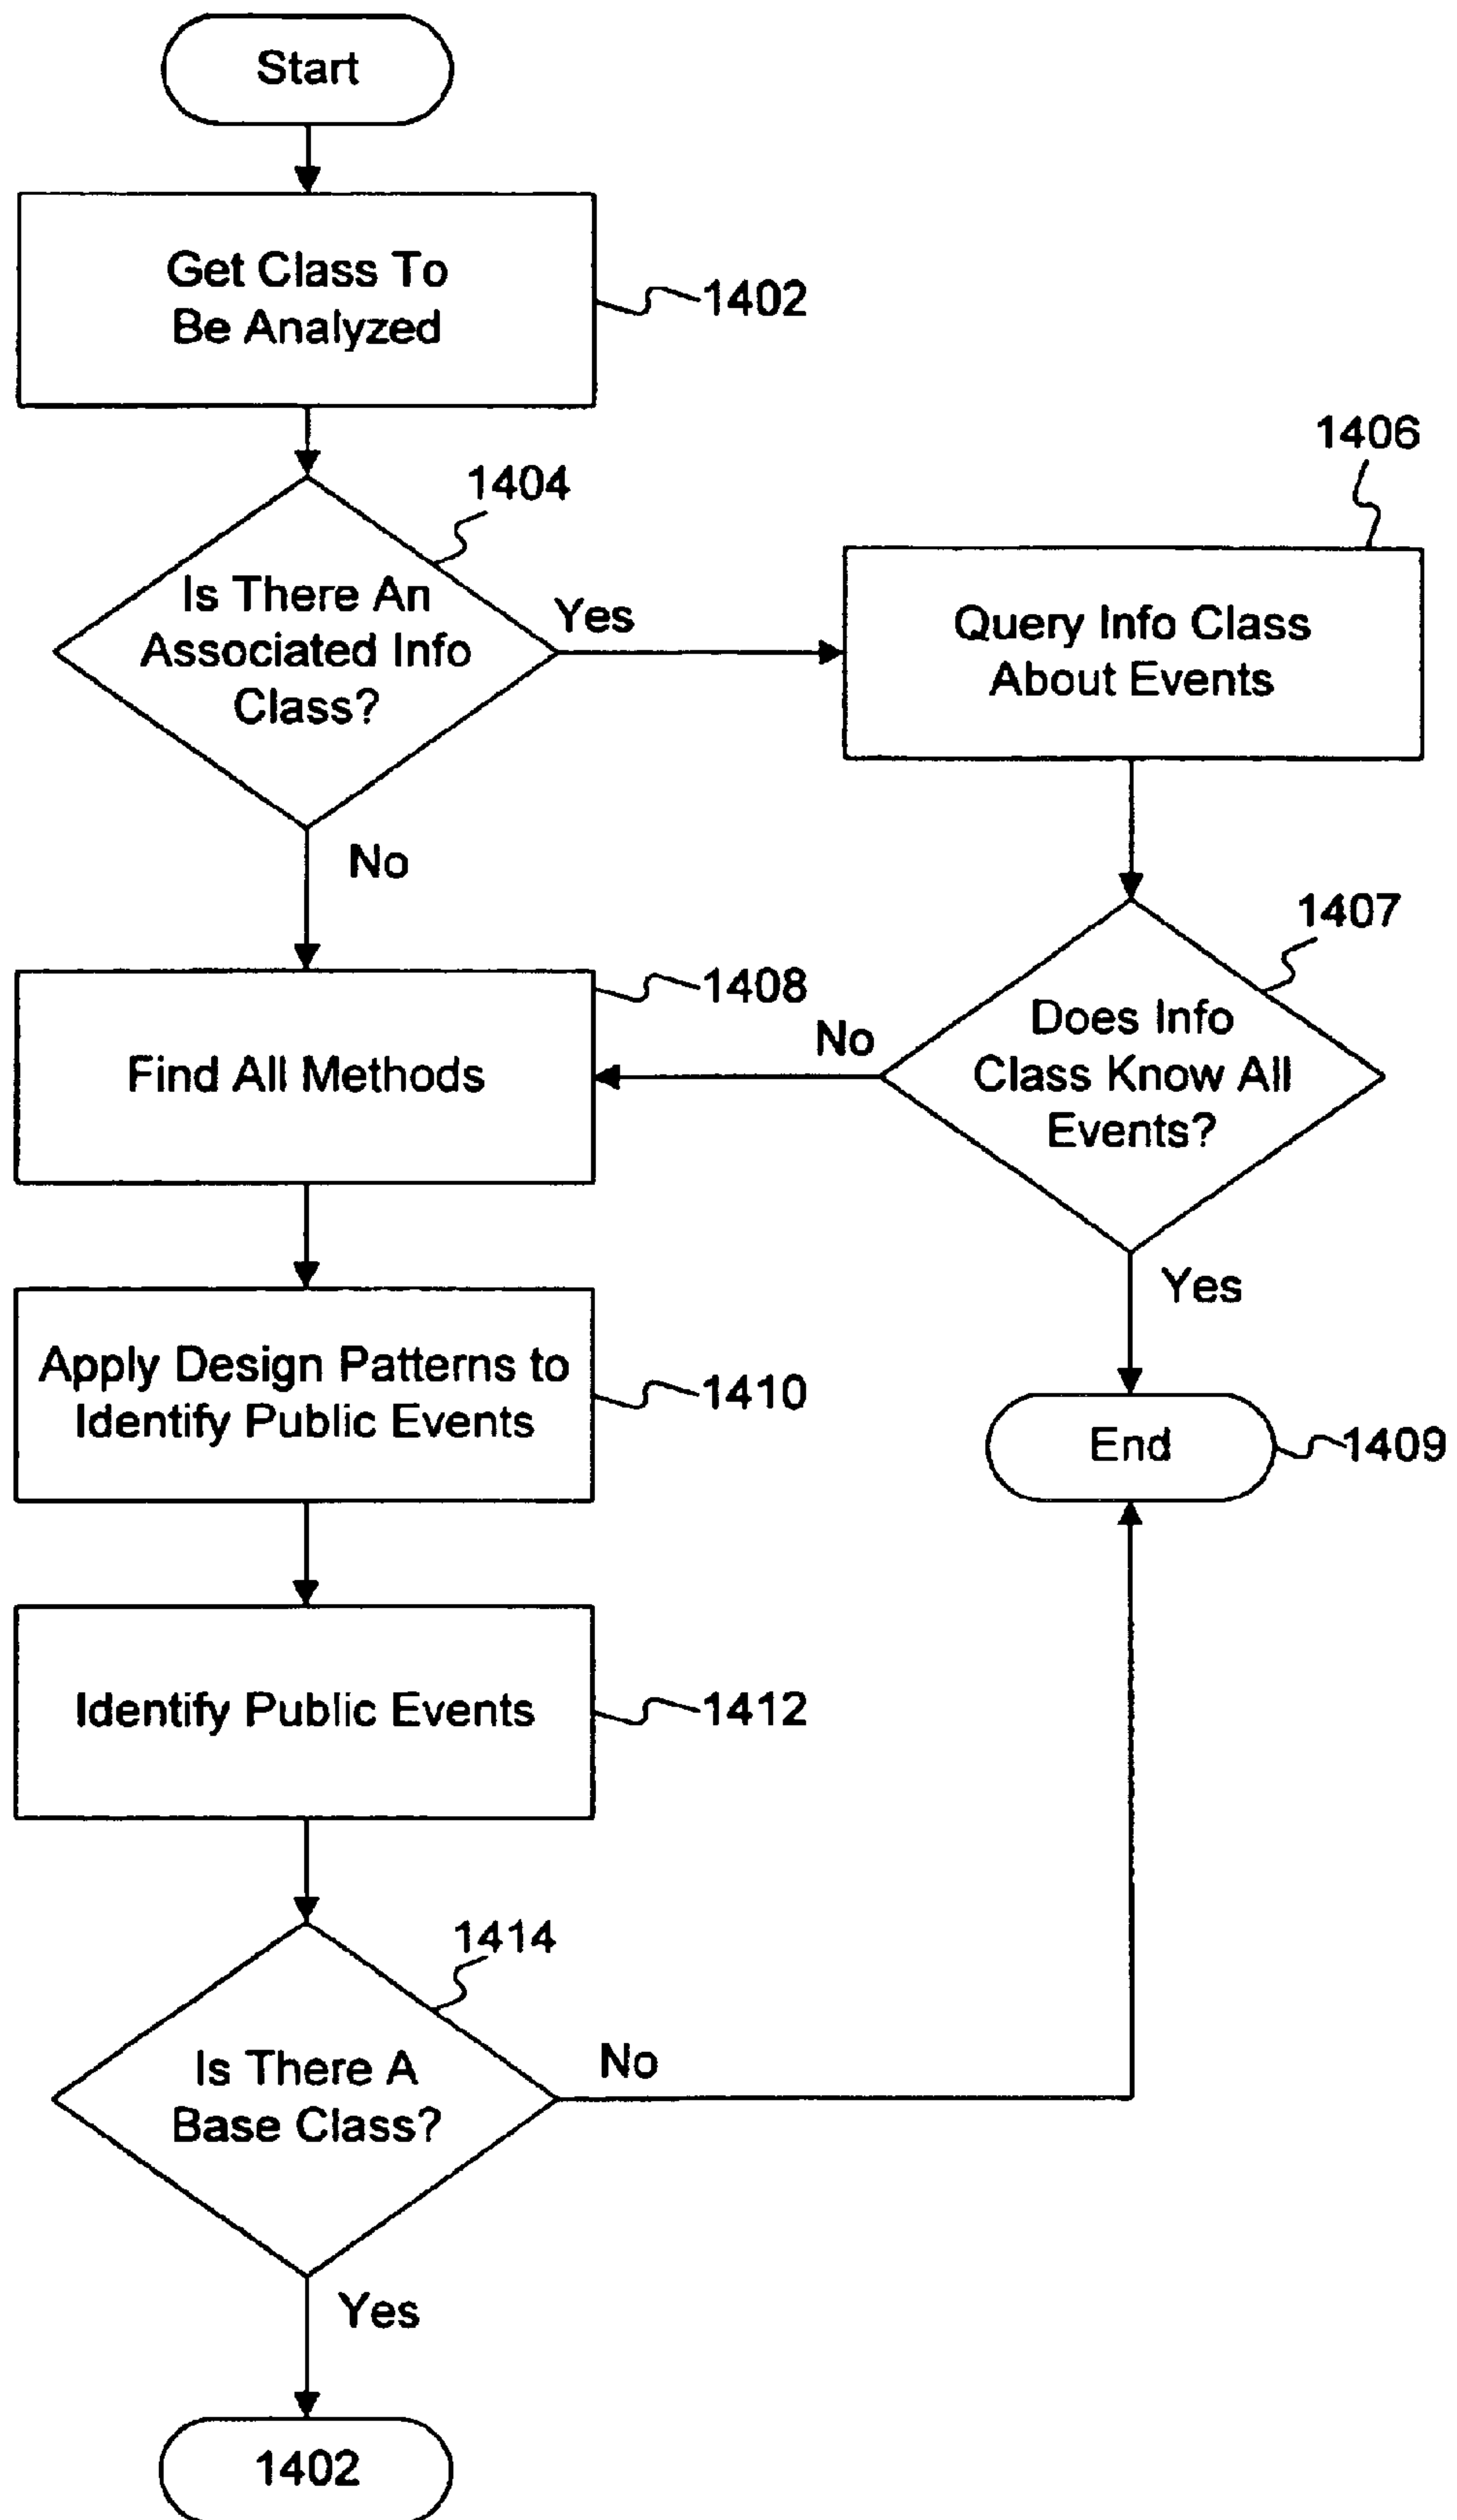 Start
Get Class To
Be Analyzed
1402
1404
Is There An
Associated Info
Class?
Yes
No
1406
Query Info Class
About Events
1407
Does Info
Class Know All
Events?
No
Yes
1408
Find All Methods
End
1409
Apply Design Patterns to
Identify Public Events
1410
Identify Public Events
1412
1414
Is There A
Base Class?
No
Yes
1402